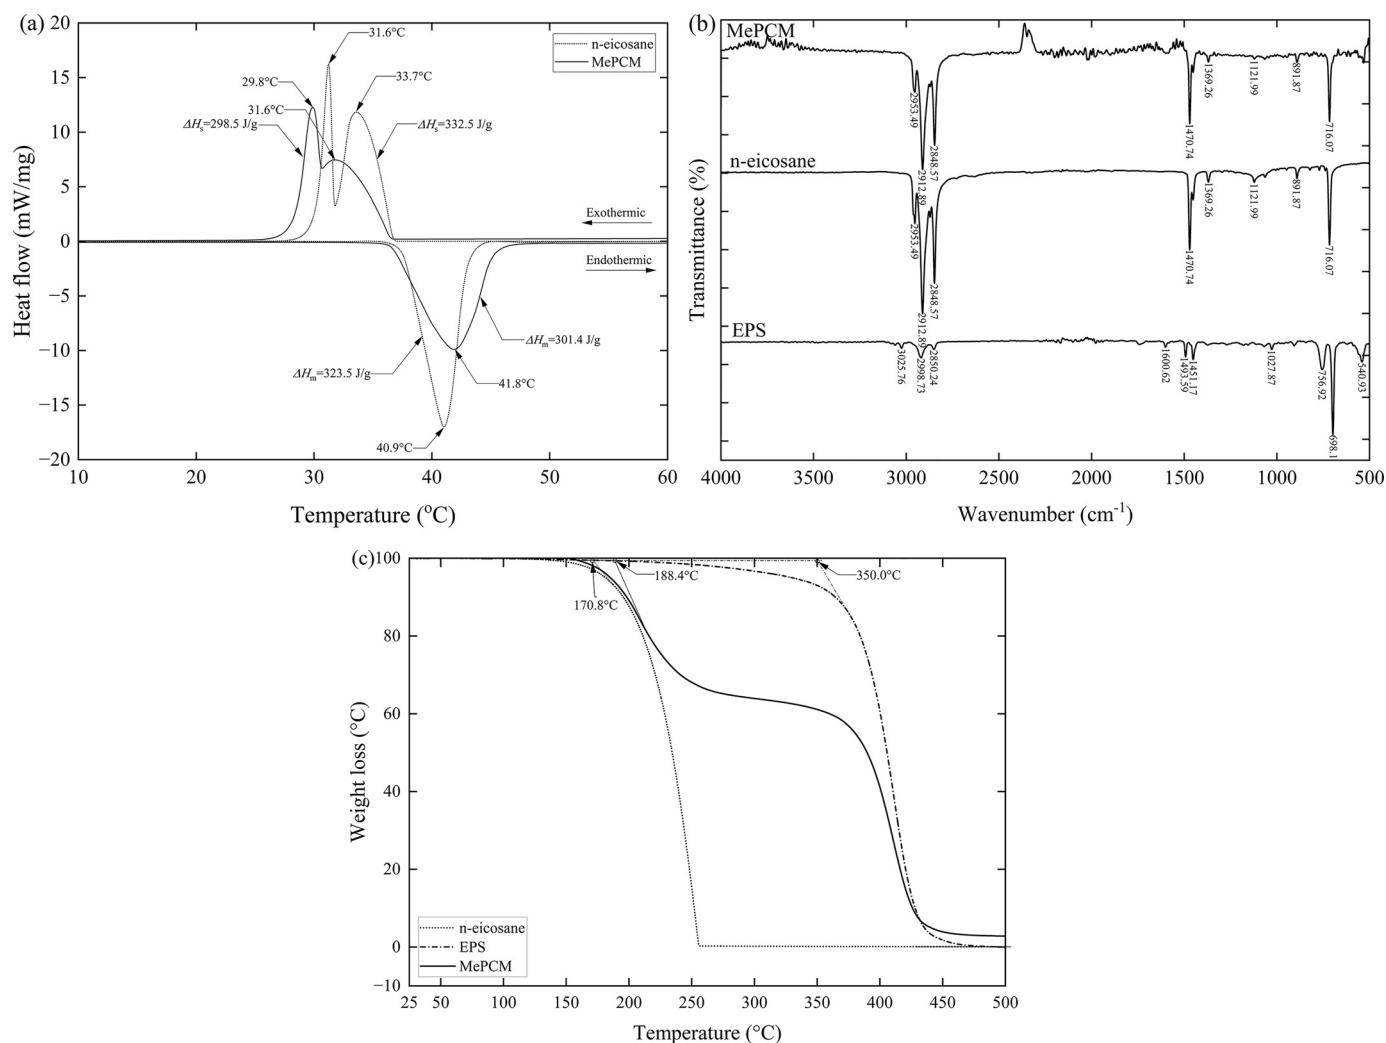 (a)
20
15
10
5
0
−5
−10
−15
−20
10
20
30
40
50
60
Heat flow (mW/mg)
Temperature (°C)
n-eicosane
MePCM
31.6°C
29.8°C
33.7°C
31.6°C
ΔHs=298.5 J/g
ΔHs=332.5 J/g
Exothermic
Endothermic
ΔHm=301.4 J/g
ΔHm=323.5 J/g
41.8°C
40.9°C
(b)
MePCM
2953.49
2912.89
2848.57
1470.74
1369.26
1121.99
891.87
716.07
n-eicosane
2953.49
2912.89
2848.57
1470.74
1369.26
1121.99
891.87
716.07
EPS
3025.76
2998.73
2850.24
1600.62
1493.59
1451.17
1027.87
756.92
698.1
540.93
Transmittance (%)
4000
3500
3000
2500
2000
1500
1000
500
Wavenumber (cm-1)
(c)
100
80
60
40
20
0
−10
25
50
100
150
200
250
300
350
400
450
500
Weight loss (°C)
Temperature (°C)
170.8°C
188.4°C
350.0°C
n-eicosane
EPS
MePCM